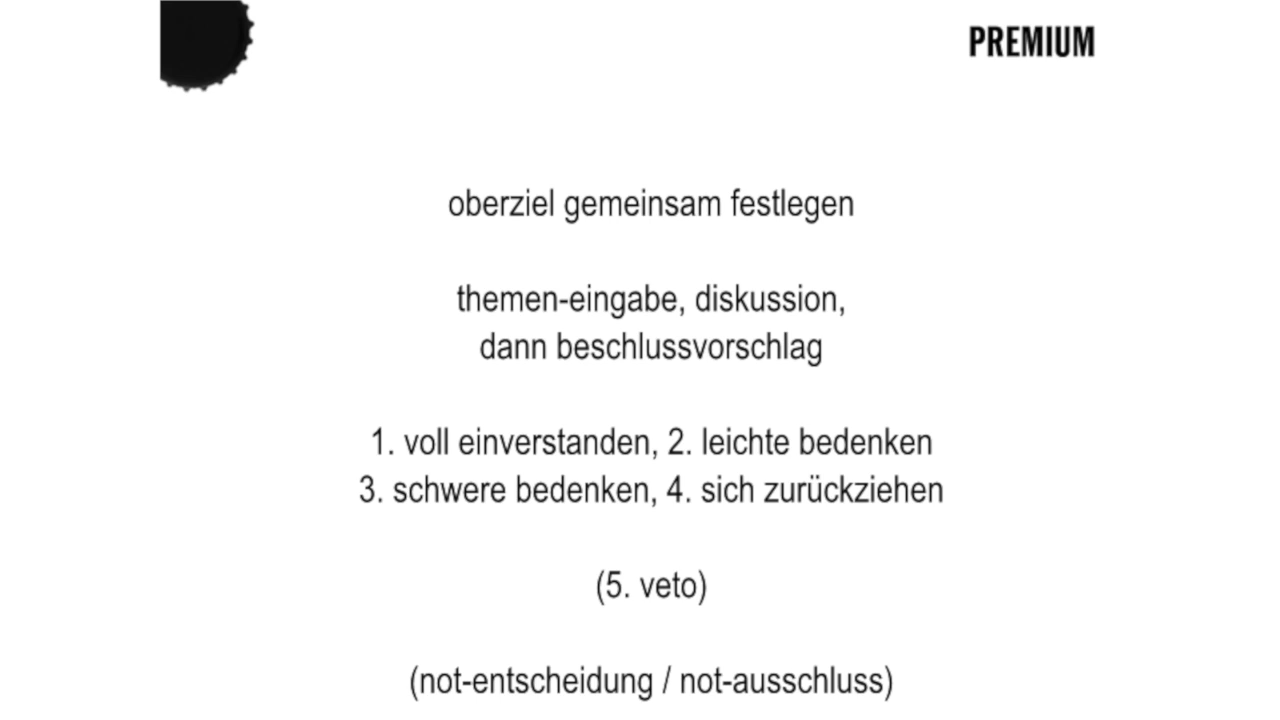 PREMIUM
oberziel gemeinsam festlegen
themen-eingabe, diskussion,
dann beschlussvorschlag
1. voll einverstanden, 2. leichte bedenken
3. schwere bedenken, 4. sich zurückziehen
(5. veto)
(not-entscheidung / not-ausschluss)